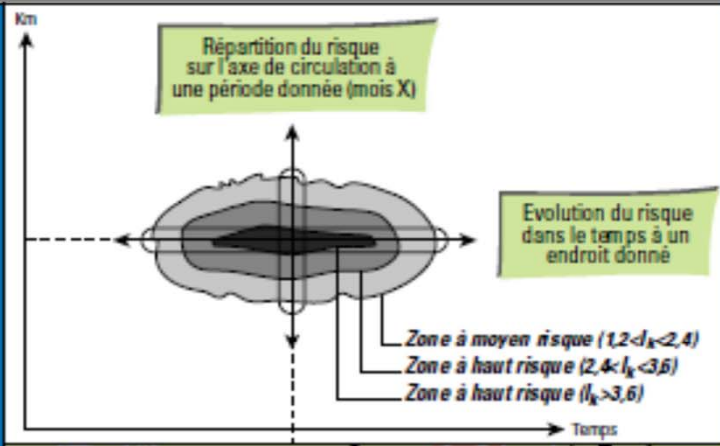 Km
Répartition du risque
sur l'axe de circulation à
une période donnée (mois X)
Evolution du risque
dans le temps à un
endroit donné
Zone à moyen risque (1,2<Ik<2,4)
Zone à haut risque (2,4<Ik<3,6)
Zone à haut risque (Ik>3,6)
Temps